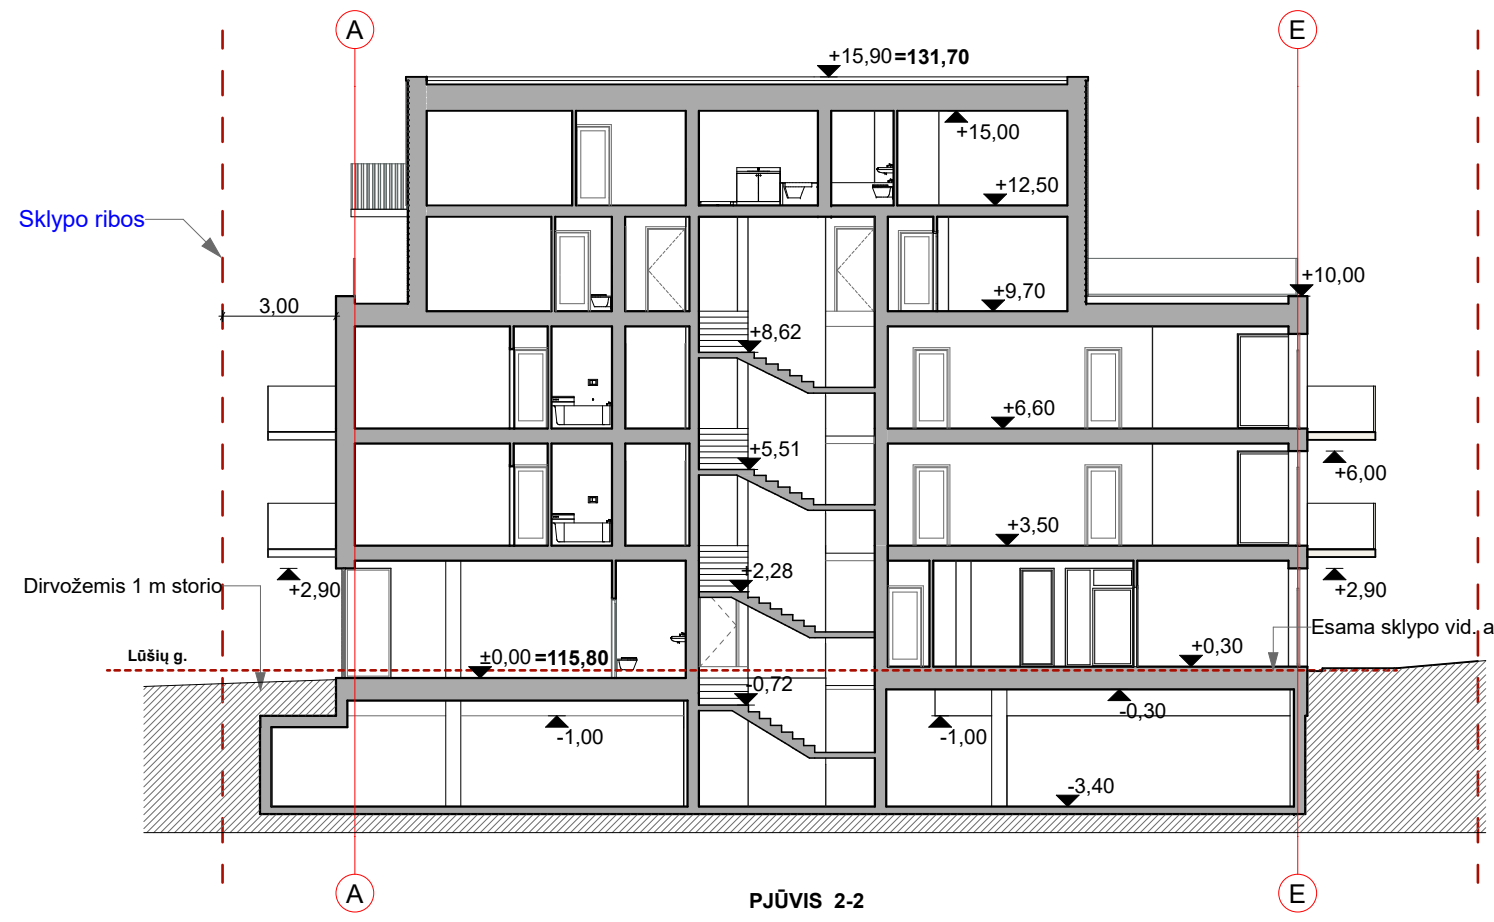 A
E
+15,90=131,70
+15,00
+12,50
Sklypo ribos
+10,00
+9,70
3,00
+8,62
+6,60
+5,51
+6,00
+3,50
Dirvožemis 1 m storio
+2,90
+2,28
+2,90
Esama sklypo vid. a
Lūšių g.
±0,00=115,80
+0,30
-0,72
-0,30
-1,00
-1,00
-3,40
A
E
PJŪVIS 2-2